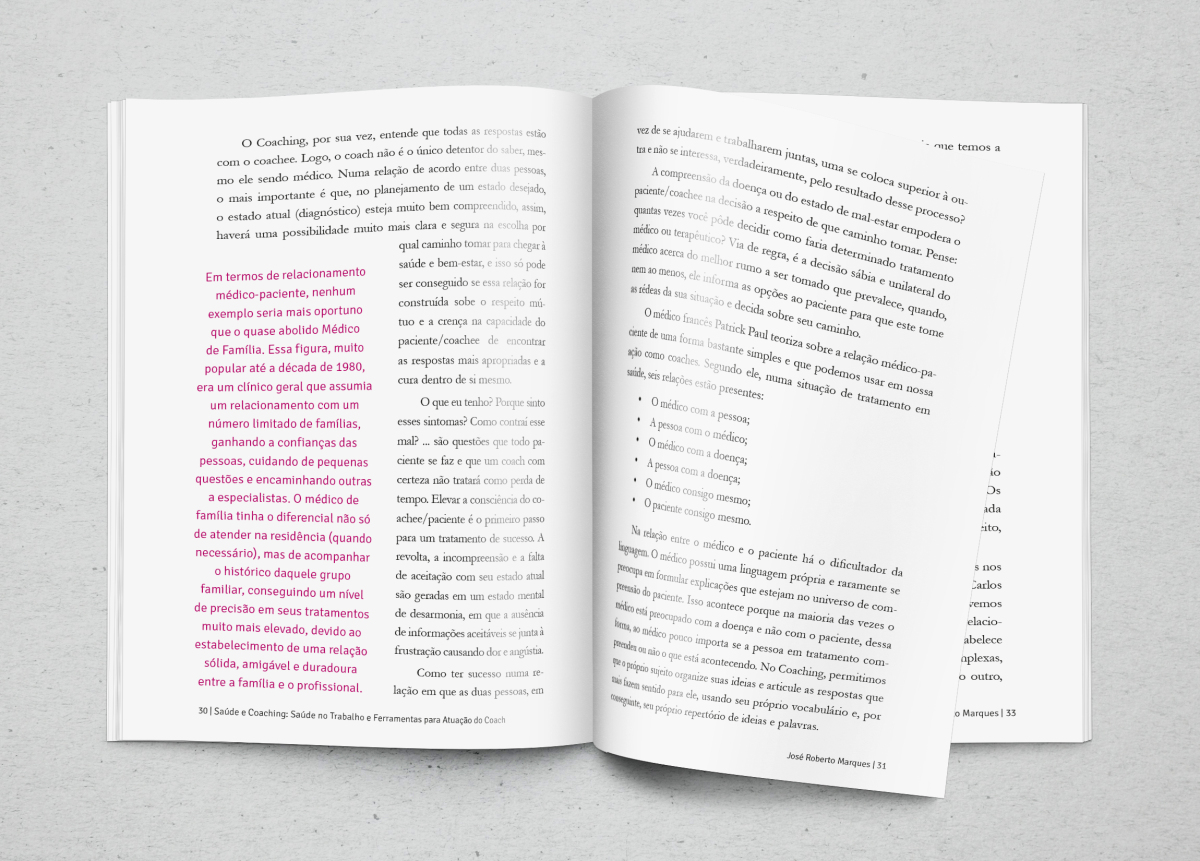 O Coaching, por sua vez, entende que todas as respostas estão
com o coachee. Logo, o coach não é o único detentor do saber, mes-
mo ele sendo médico. Numa relação de acordo entre duas pessoas,
o mais importante é que, no planejamento de um estado desejado,
o estado atual (diagnóstico) esteja muito bem compreendido, assim,
haverá uma possibilidade muito mais clara e segura na escolha por
qual caminho tomar para chegar à
saúde e bem-estar, e isso só pode
ser conseguido se essa relação for
construída sobe o respeito mú-
tuo e a crença na capacidade do
paciente/coachee de encontrar
as respostas mais apropriadas e a
cura dentro de si mesmo.
O que eu tenho? Porque sinto
esses sintomas? Como contraí esse
mal? ... são questões que todo pa-
ciente se faz e que um coach com
certeza não tratará como perda de
tempo. Elevar a consciência do co-
achee/paciente é o primeiro passo
para um tratamento de sucesso. A
revolta, a incompreensão e a falta
de aceitação com seu estado atual
são geradas em um estado mental
de desarmonia, em que a ausência
de informações aceitáveis se junta à
frustração causando dor e angústia.
Como ter sucesso numa re-
lação em que as duas pessoas, em
Em termos de relacionamento
médico-paciente, nenhum
exemplo seria mais oportuno
que o quase abolido Médico
de Família. Essa figura, muito
popular até a década de 1980,
era um clínico geral que assumia
um relacionamento com um
número limitado de famílias,
ganhando a confianças das
pessoas, cuidando de pequenas
questões e encaminhando outras
a especialistas. O médico de
família tinha o diferencial não só
de atender na residência (quando
necessário), mas de acompanhar
o histórico daquele grupo
familiar, conseguindo um nível
de precisão em seus tratamentos
muito mais elevado, devido ao
estabelecimento de uma relação
sólida, amigável e duradoura
entre a família e o profissional.
30 | Saúde e Coaching: Saúde no Trabalho e Ferramentas para Atuação do Coach
vez de se ajudarem e trabalharem juntas, uma se coloca superior à ou-
tra e não se interessa, verdadeiramente, pelo resultado desse processo?
A compreensão da doença ou do estado de mal-estar empodera o
paciente/coachee na decisão a respeito de que caminho tomar. Pense:
quantas vezes você pôde decidir como faria determinado tratamento
médico ou terapêutico? Via de regra, é a decisão sábia e unilateral do
médico acerca do melhor rumo a ser tomado que prevalece, quando,
nem ao menos, ele informa as opções ao paciente para que este tome
as rédeas da sua situação e decida sobre seu caminho.
O médico francês Patrick Paul teoriza sobre a relação médico-pa-
ciente de uma forma bastante simples e que podemos usar em nossa
ação como coaches. Segundo ele, numa situação de tratamento em
saúde, seis relações estão presentes:
• O médico com a pessoa;
• A pessoa com o médico;
• O médico com a doença;
• A pessoa com a doença;
• O médico consigo mesmo;
• O paciente consigo mesmo.
Na relação entre o médico e o paciente há o dificultador da
linguagem. O médico possui uma linguagem própria e raramente se
preocupa em formular explicações que estejam no universo de com-
preensão do paciente. Isso acontece porque na maioria das vezes o
médico está preocupado com a doença e não com o paciente, dessa
forma, ao médico pouco importa se a pessoa em tratamento com-
preendeu ou não o que está acontecendo. No Coaching, permitimos
que o próprio sujeito organize suas ideias e articule as respostas que
mais fazem sentido para ele, usando seu próprio vocabulário e, por
conseguinte, seu próprio repertório de ideias e palavras.
José Roberto Marques | 31
que temos a
Os
nos
Carlos
outro,
Marques | 33